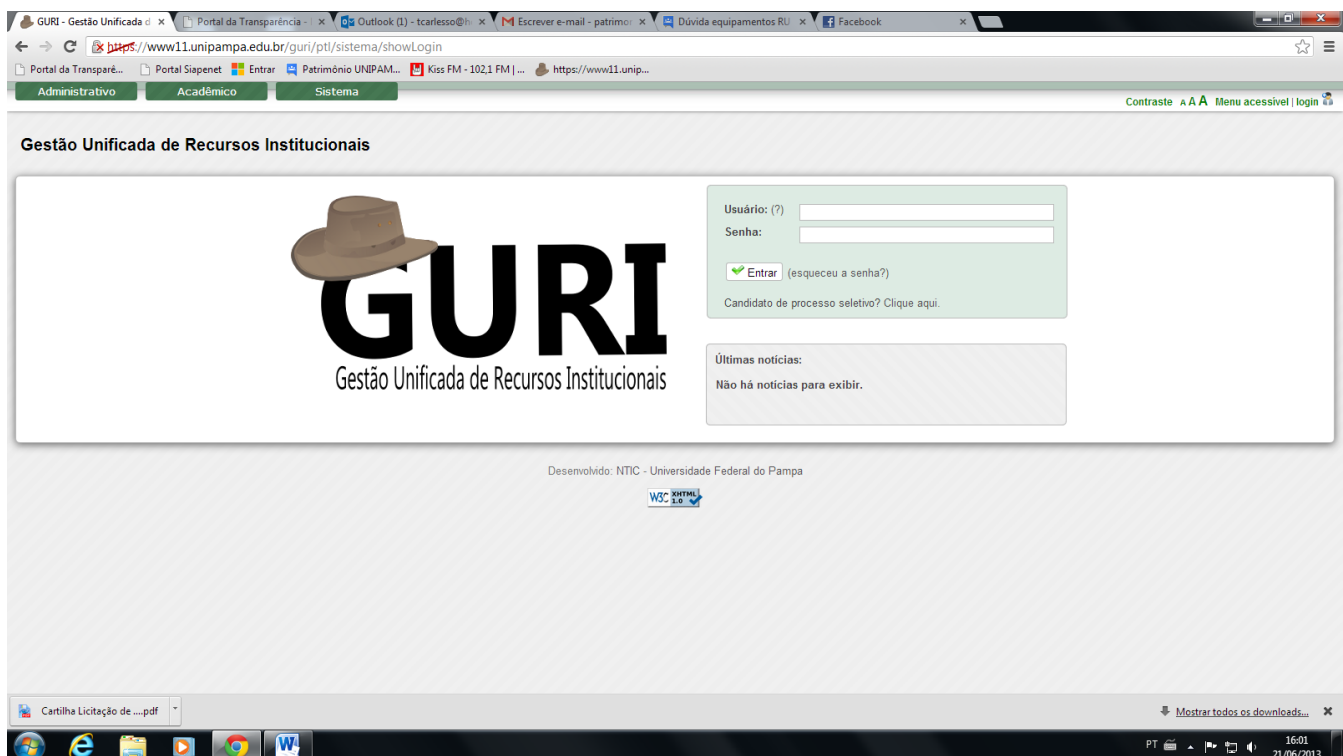 GURI - Gestão Unificada d
Portal da Transparência -
Outlook (1) - tcarlesso@h
Escrever e-mail - patrimon
Dúvida equipamentos RU
Facebook
https://www11.unipampa.edu.br/guri/ptl/sistema/showLogin
Portal da Transparê...
Portal Siapenet
Entrar
Patrimônio UNIPAM...
Kiss FM - 102,1 FM | ...
https://www11.unip...
Administrativo
Acadêmico
Sistema
Contraste A A A Menu acessivel | login
Gestão Unificada de Recursos Institucionais
GURI
Gestão Unificada de Recursos Institucionais
Usuário: (?)
Senha:
Entrar (esqueceu a senha?)
Candidato de processo seletivo? Clique aqui.
Últimas notícias:
Não há notícias para exibir.
Desenvolvido: NTIC - Universidade Federal do Pampa
W3C XHTML 1.0
Cartilha Licitação de ....pdf
Mostrar todos os downloads...
W
PT
16:01
21/06/2013